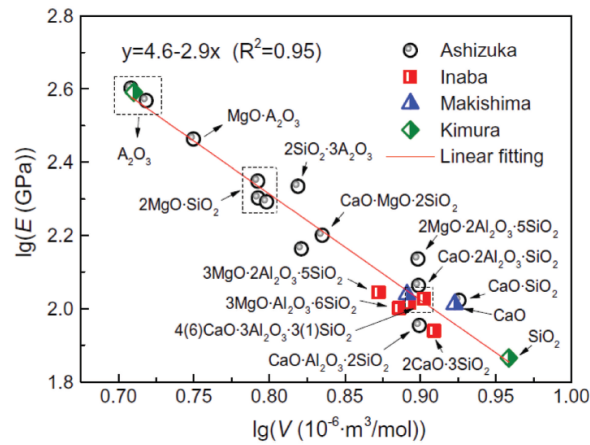 y=4.6-2.9x (R²=0.95)
Ashizuka
Inaba
Makishima
Kimura
Linear fitting
A₂O₃
MgO·A₂O₃
2SiO₂·3A₂O₃
2MgO·SiO₂
CaO·MgO·2SiO₂
2MgO·2Al₂O₃·5SiO₂
CaO·2Al₂O₃·SiO₂
3MgO·2Al₂O₃·5SiO₂
CaO·SiO₂
3MgO·Al₂O₃·6SiO₂
CaO
4(6)CaO·3Al₂O₃·3(1)SiO₂
SiO₂
CaO·Al₂O₃·2SiO₂
2CaO·3SiO₂
lg(E (GPa))
2.8
2.6
2.4
2.2
2.0
1.8
0.70 0.75 0.80 0.85 0.90 0.95 1.00
lg(V (10⁻⁶·m³/mol))